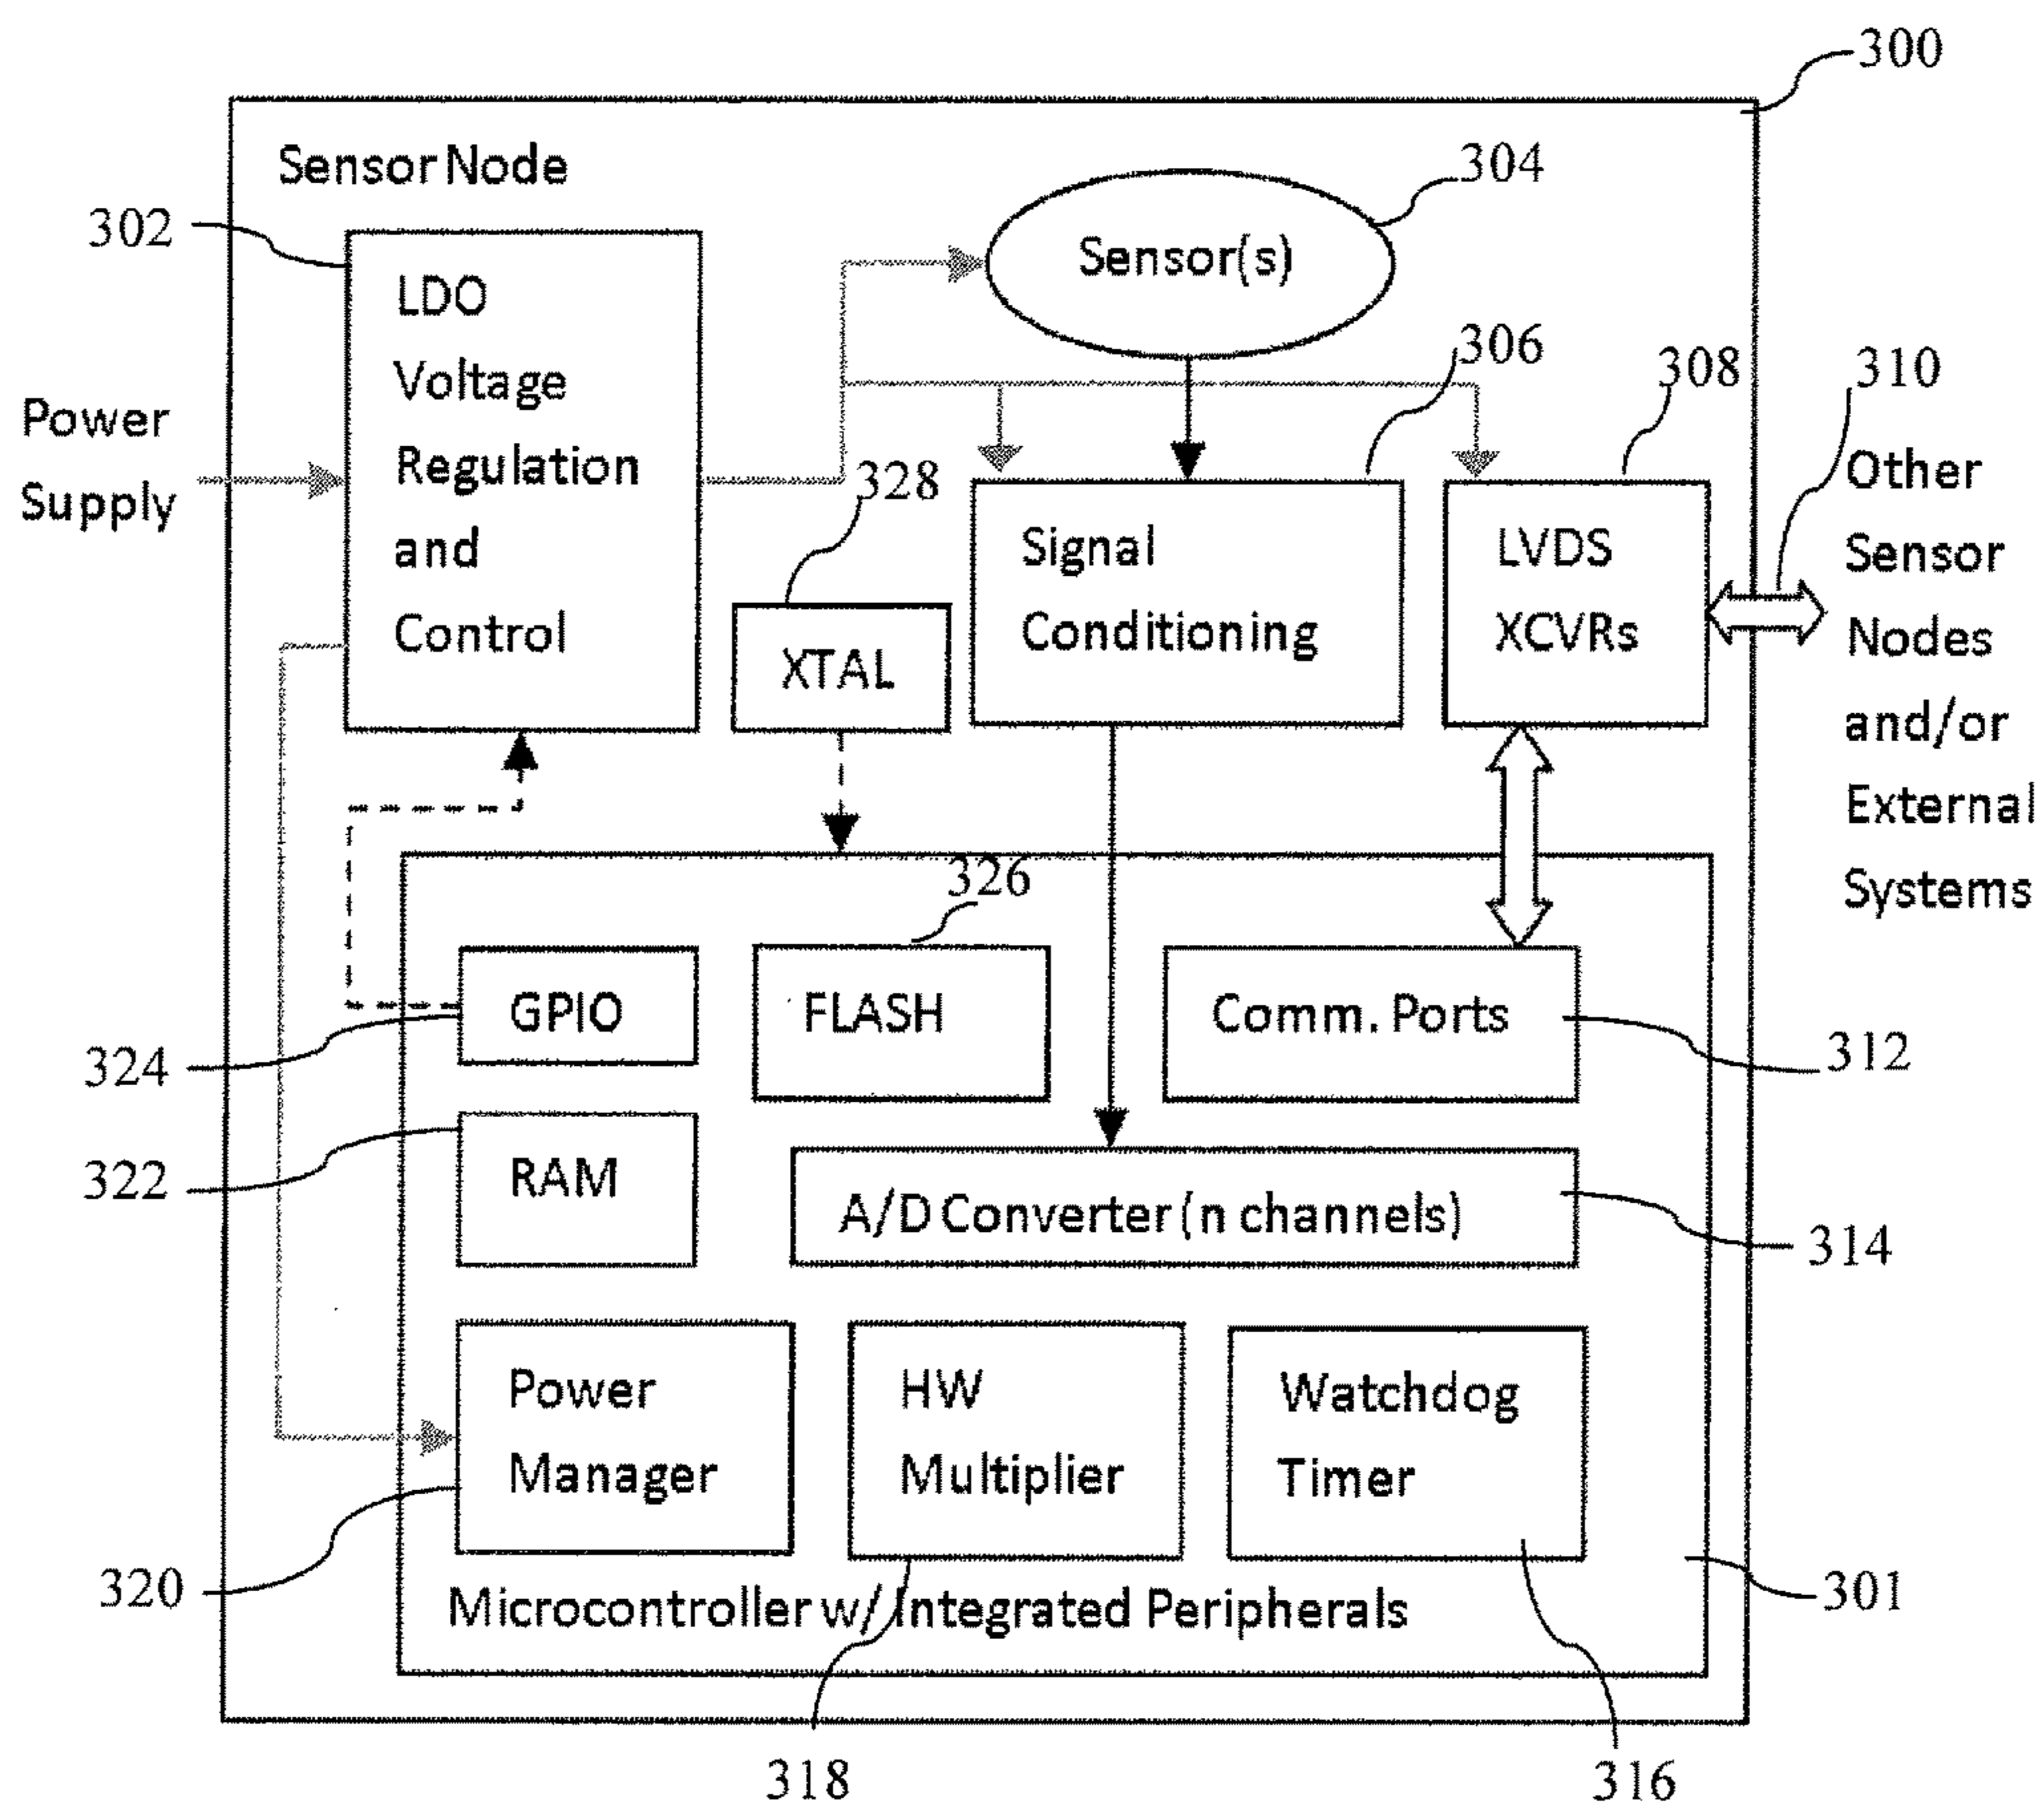 300
Sensor Node
304
302
Sensor(s)
LDO
Voltage
Regulation
and
Control
306
308
310
Power
Supply
328
Other
Sensor
Nodes
and/or
External
Systems
Signal
Conditioning
LVDS
XCVRs
XTAL
326
GPIO
FLASH
Comm. Ports
324
312
322
RAM
A/D Converter (n channels)
314
Power
Manager
HW
Multiplier
Watchdog
Timer
320
301
Microcontroller w/ Integrated Peripherals
318
316